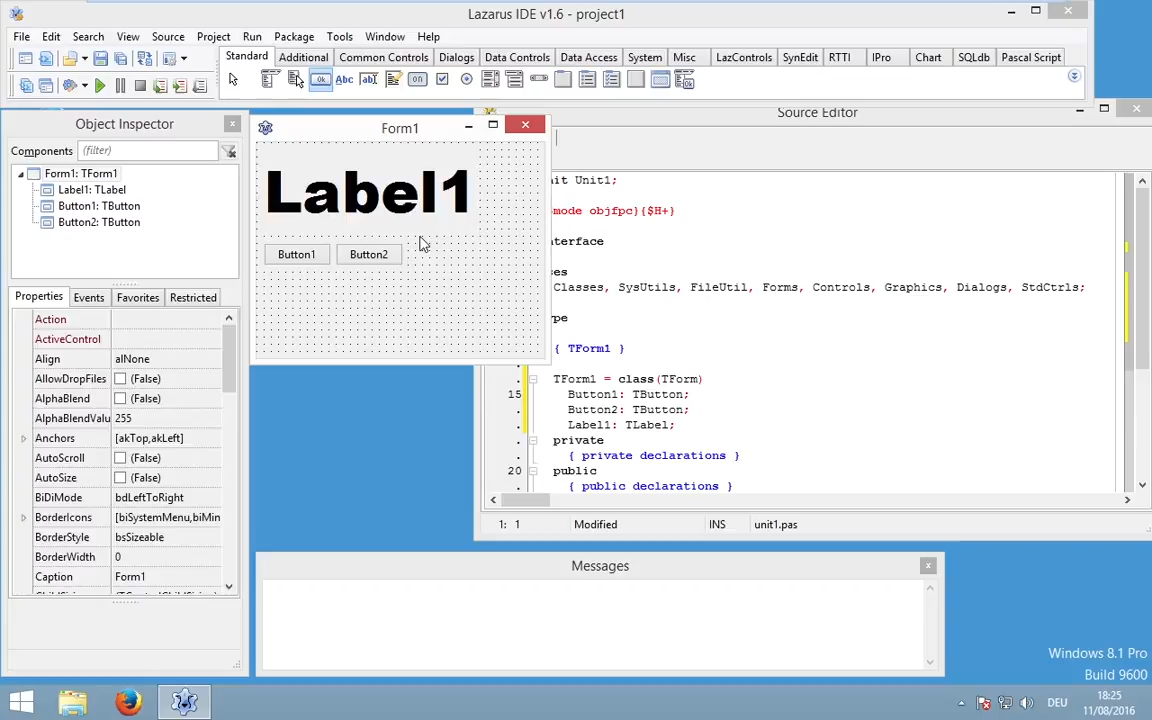 Lazarus IDE v1.6 - project1
File Edit Search View Source Project Run Package Tools Window Help
Standard Additional Common Controls Dialogs Data Controls Data Access System Misc LazControls SynEdit RTTI IPro Chart SQLdb Pascal Script
Ok Abc ab on
Object Inspector
Components (filter)
Form1: TForm1
Label1: TLabel
Button1: TButton
Button2: TButton
Properties Events Favorites Restricted
Action
ActiveControl
Align alNone
AllowDropFiles (False)
AlphaBlend (False)
AlphaBlendValu 255
Anchors [akTop,akLeft]
AutoScroll (False)
AutoSize (False)
BiDiMode bdLeftToRight
BorderIcons [biSystemMenu,biMin
BorderStyle bsSizeable
BorderWidth 0
Caption Form1
Form1
Label1
Button1 Button2
Source Editor
nit Unit1;
mode objfpc}{$H+}
nterface
es
Classes, SysUtils, FileUtil, Forms, Controls, Graphics, Dialogs, StdCtrls;
pe
{ TForm1 }
TForm1 = class(TForm)
15 Button1: TButton;
Button2: TButton;
Label1: TLabel;
private
{ private declarations }
20 public
{ public declarations }
1: 1 Modified INS unit1.pas
Messages
Windows 8.1 Pro
Build 9600
DEU
18:25
11/08/2016